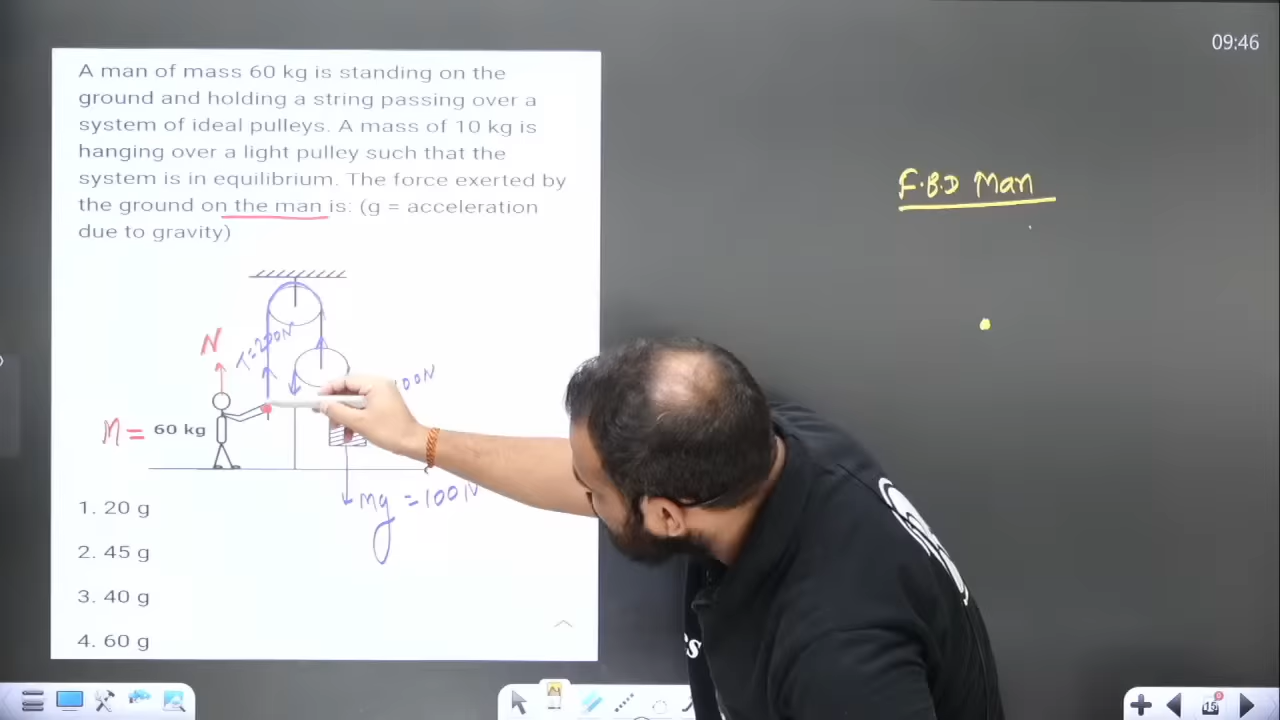 09:46
A man of mass 60 kg is standing on the
ground and holding a string passing over a
system of ideal pulleys. A mass of 10 kg is
hanging over a light pulley such that the
system is in equilibrium. The force exerted by
the ground on the man is: (g = acceleration
due to gravity)
F.B.D Man
N
T=200N
00N
M = 60 kg
mg = 100N
1. 20 g
2. 45 g
3. 40 g
4. 60 g
15